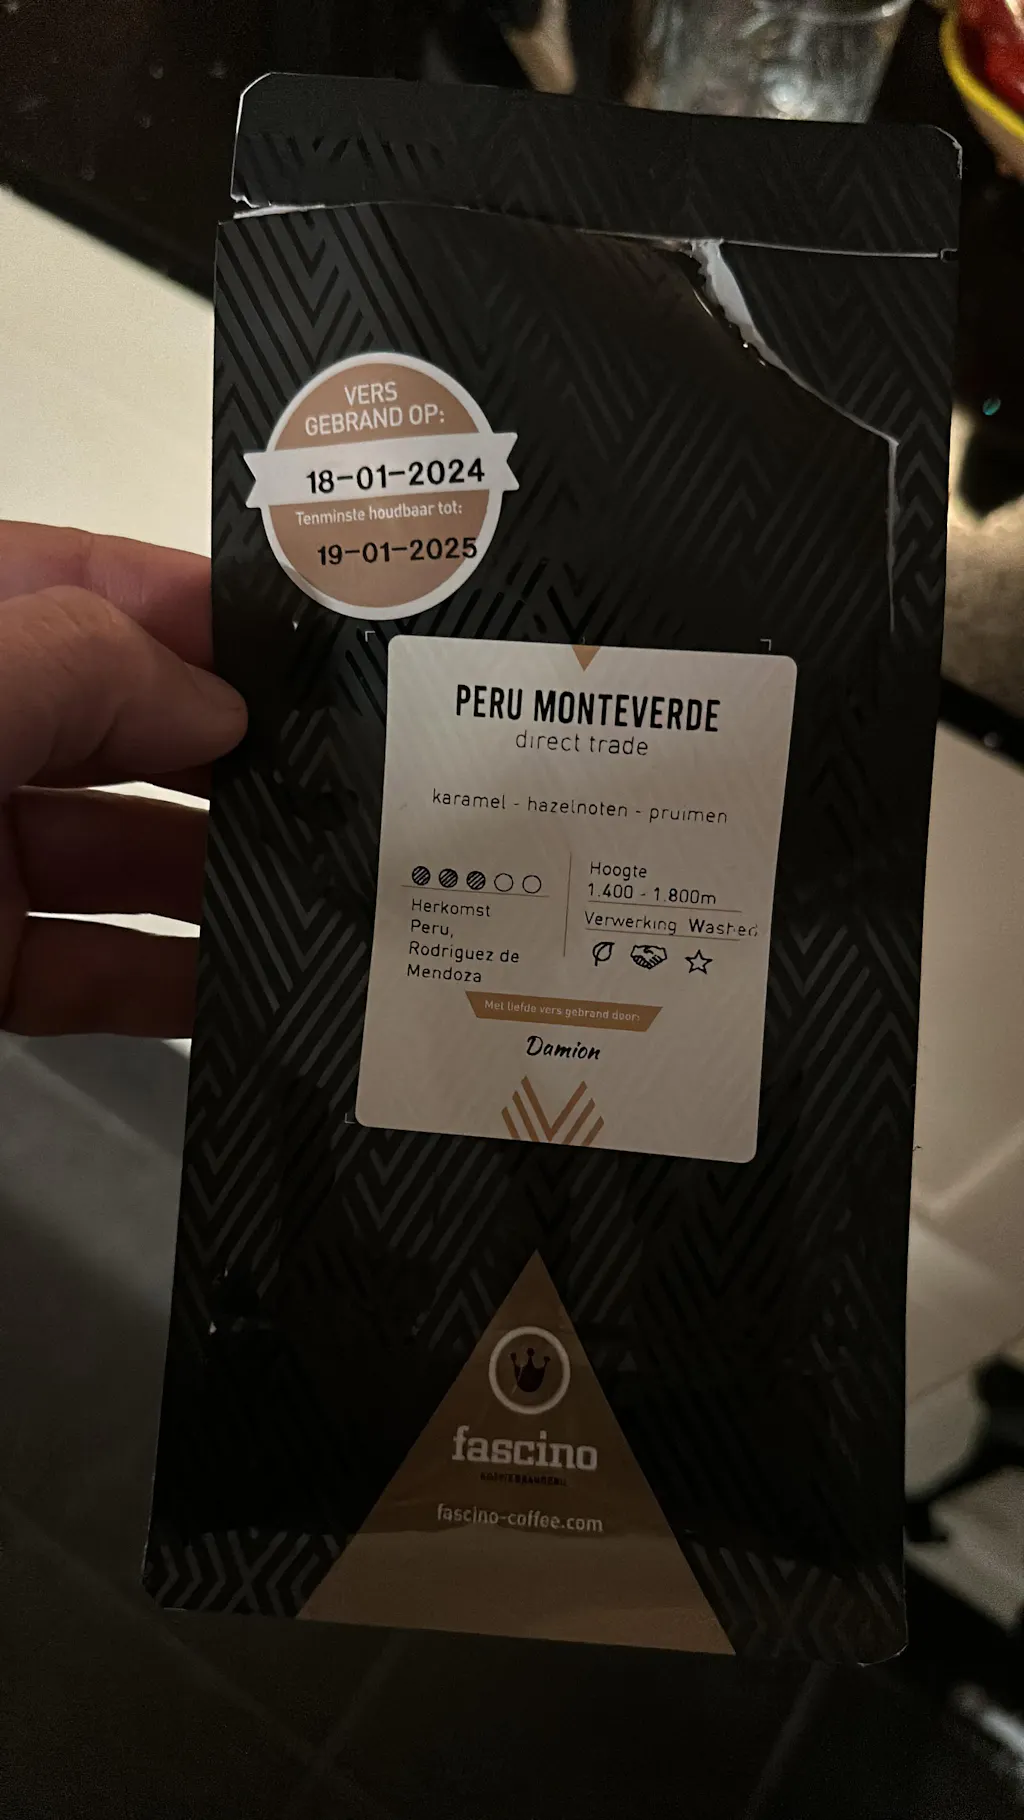 VERS
GEBRAND OP:
18-01-2024
Tenminste houdbaar tot:
19-01-2025
PERU MONTEVERDE
direct trade
karamel - hazelnoten - pruimen
Herkomst
Peru,
Rodriguez de
Mendoza
Hoogte
1.400 - 1.800m
Verwerking Washed
Met liefde vers gebrand door:
Damion
fascino
KOFFIEBRANDERIJ
fascino-coffee.com